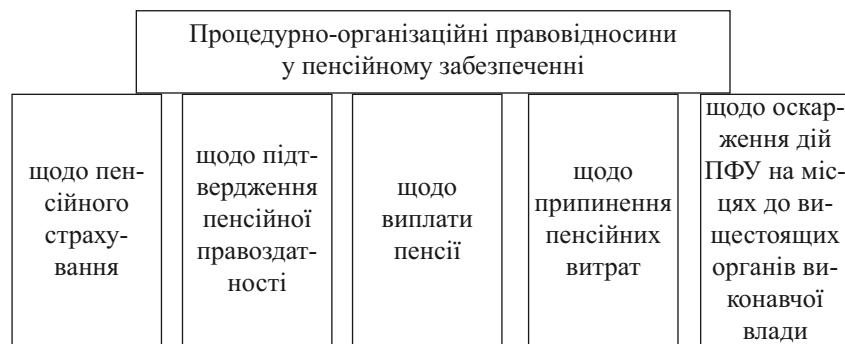 Процедурно-організаційні правовідносини
у пенсійному забезпеченні
щодо пен-
сійного
страху-
вання
щодо підт-
вердження
пенсійної
правоздат-
ності
щодо
виплати
пенсії
щодо
припинення
пенсійних
витрат
щодо оскар-
ження дій
ПФУ на міс-
цях до ви-
щестоящих
органів ви-
конавчої
влади